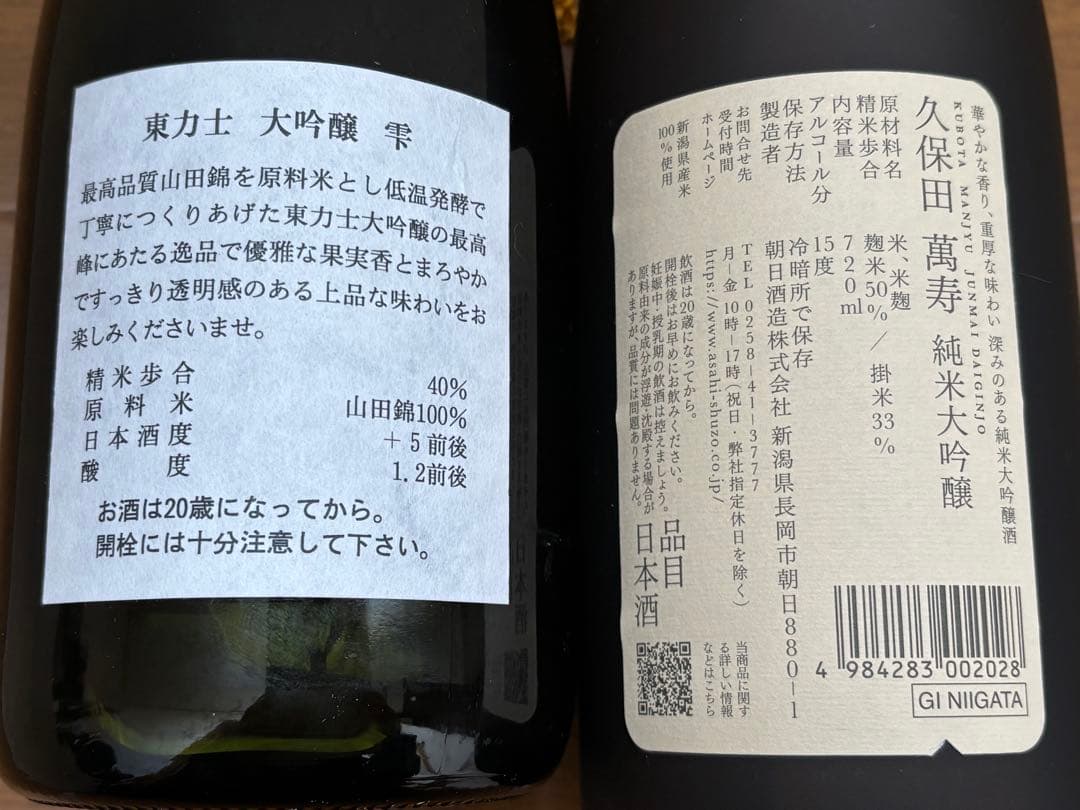 東力士 大吟醸 雫
最高品質山田錦を原料米とし低温発酵で
丁寧につくりあげた東力士大吟醸の最高
峰にあたる逸品で優雅な果実香とまろやか
ですっきり透明感のある上品な味わいをお
楽しみくださいませ。
精米歩合 40%
原料米 山田錦100%
日本酒度 +5前後
酸度 1.2前後
お酒は20歳になってから。
開栓には十分注意して下さい。
華やかな香り、重厚な味わい 深みのある純米大吟醸酒
久保田 萬寿 純米大吟醸
KUBOTA MANJYU JUNMAI DAIGINJO
原材料名 米、米麹
精米歩合 麹米50%/掛米33%
内容量 720ml
アルコール分 15度
保存方法 冷暗所で保存
製造者 朝日酒造株式会社 新潟県長岡市朝日880-1
お問合せ先 TEL 0258-41-3777
受付時間 月-金 10時-17時(祝日・弊社指定休日を除く)
ホームページ https://www.asahi-shuzo.co.jp/
新潟県産米
100%使用
飲酒は20歳になってから。
開栓後はお早めにお飲みください。
妊娠中・授乳期の飲酒は控えましょう。
原料由来の成分が浮遊・沈殿する場合が
ありますが、品質には問題ありません。
品目
日本酒
当商品に関す
る詳しい情報
などはこちら
4 984283 002028
GI NIIGATA